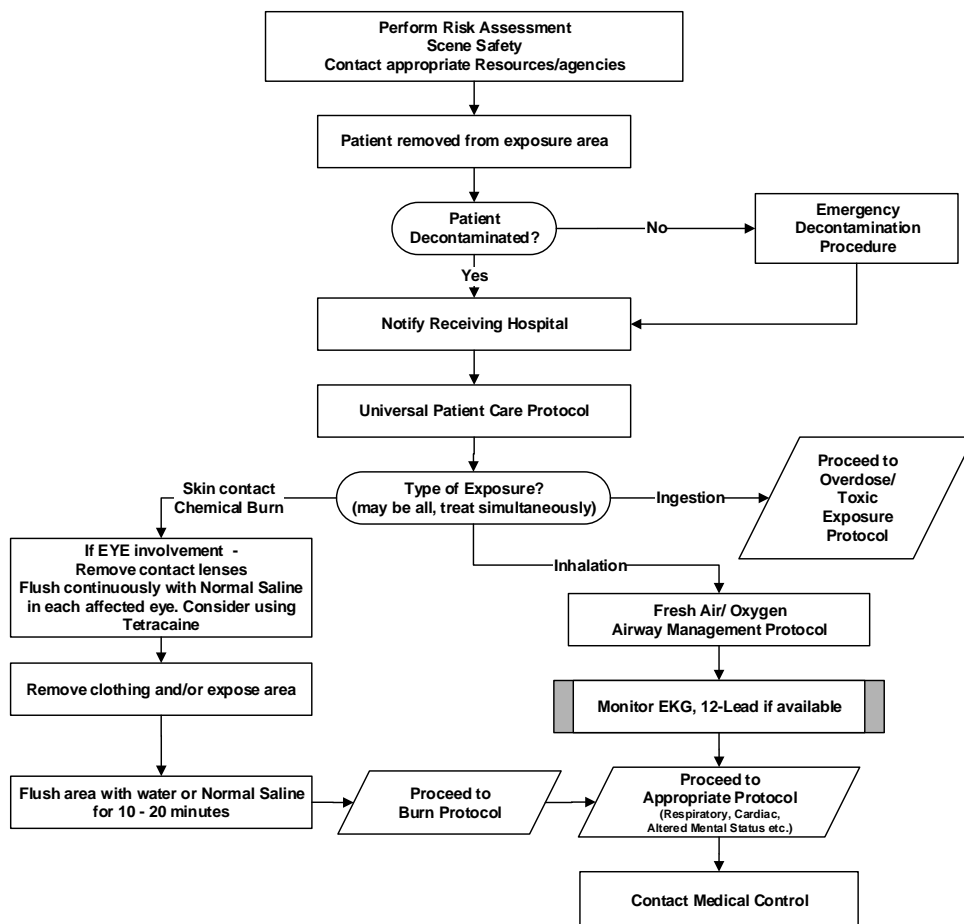 Perform Risk Assessment
Scene Safety
Contact appropriate Resources/agencies
Patient removed from exposure area
Patient
Decontaminated?
No
Emergency
Decontamination
Procedure
Yes
Notify Receiving Hospital
Universal Patient Care Protocol
Type of Exposure?
(may be all, treat simultaneously)
Skin contact
Chemical Burn
Ingestion
Proceed to
Overdose/
Toxic
Exposure
Protocol
If EYE involvement -
Remove contact lenses
Flush continuously with Normal Saline
in each affected eye. Consider using
Tetracaine
Inhalation
Fresh Air/ Oxygen
Airway Management Protocol
Remove clothing and/or expose area
Monitor EKG, 12-Lead if available
Flush area with water or Normal Saline
for 10 - 20 minutes
Proceed to
Burn Protocol
Proceed to
Appropriate Protocol
(Respiratory, Cardiac,
Altered Mental Status etc.)
Contact Medical Control